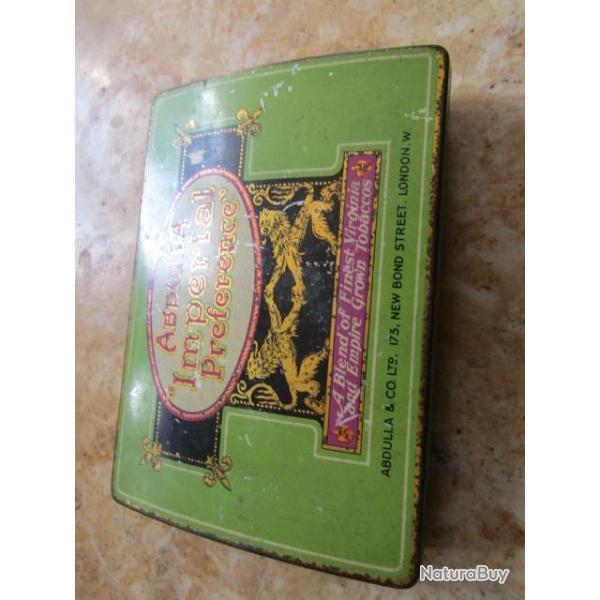 ABDULLA
"Imperial
Preference"
A Blend of Finest Virginia
and Empire Grown Tobaccos
ABDULLA & CO. LTD. 173, NEW BOND STREET, LONDON. W.
NaturaBuy